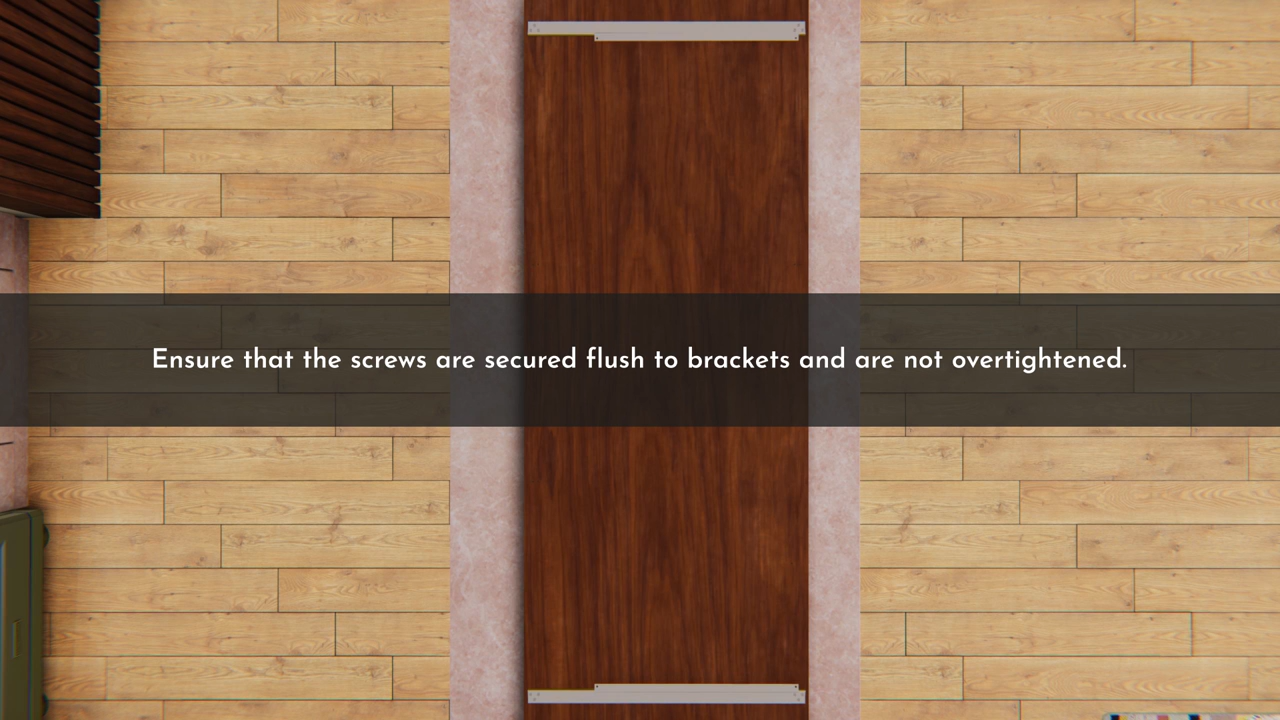 Ensure that the screws are secured flush to brackets and are not overtightened.